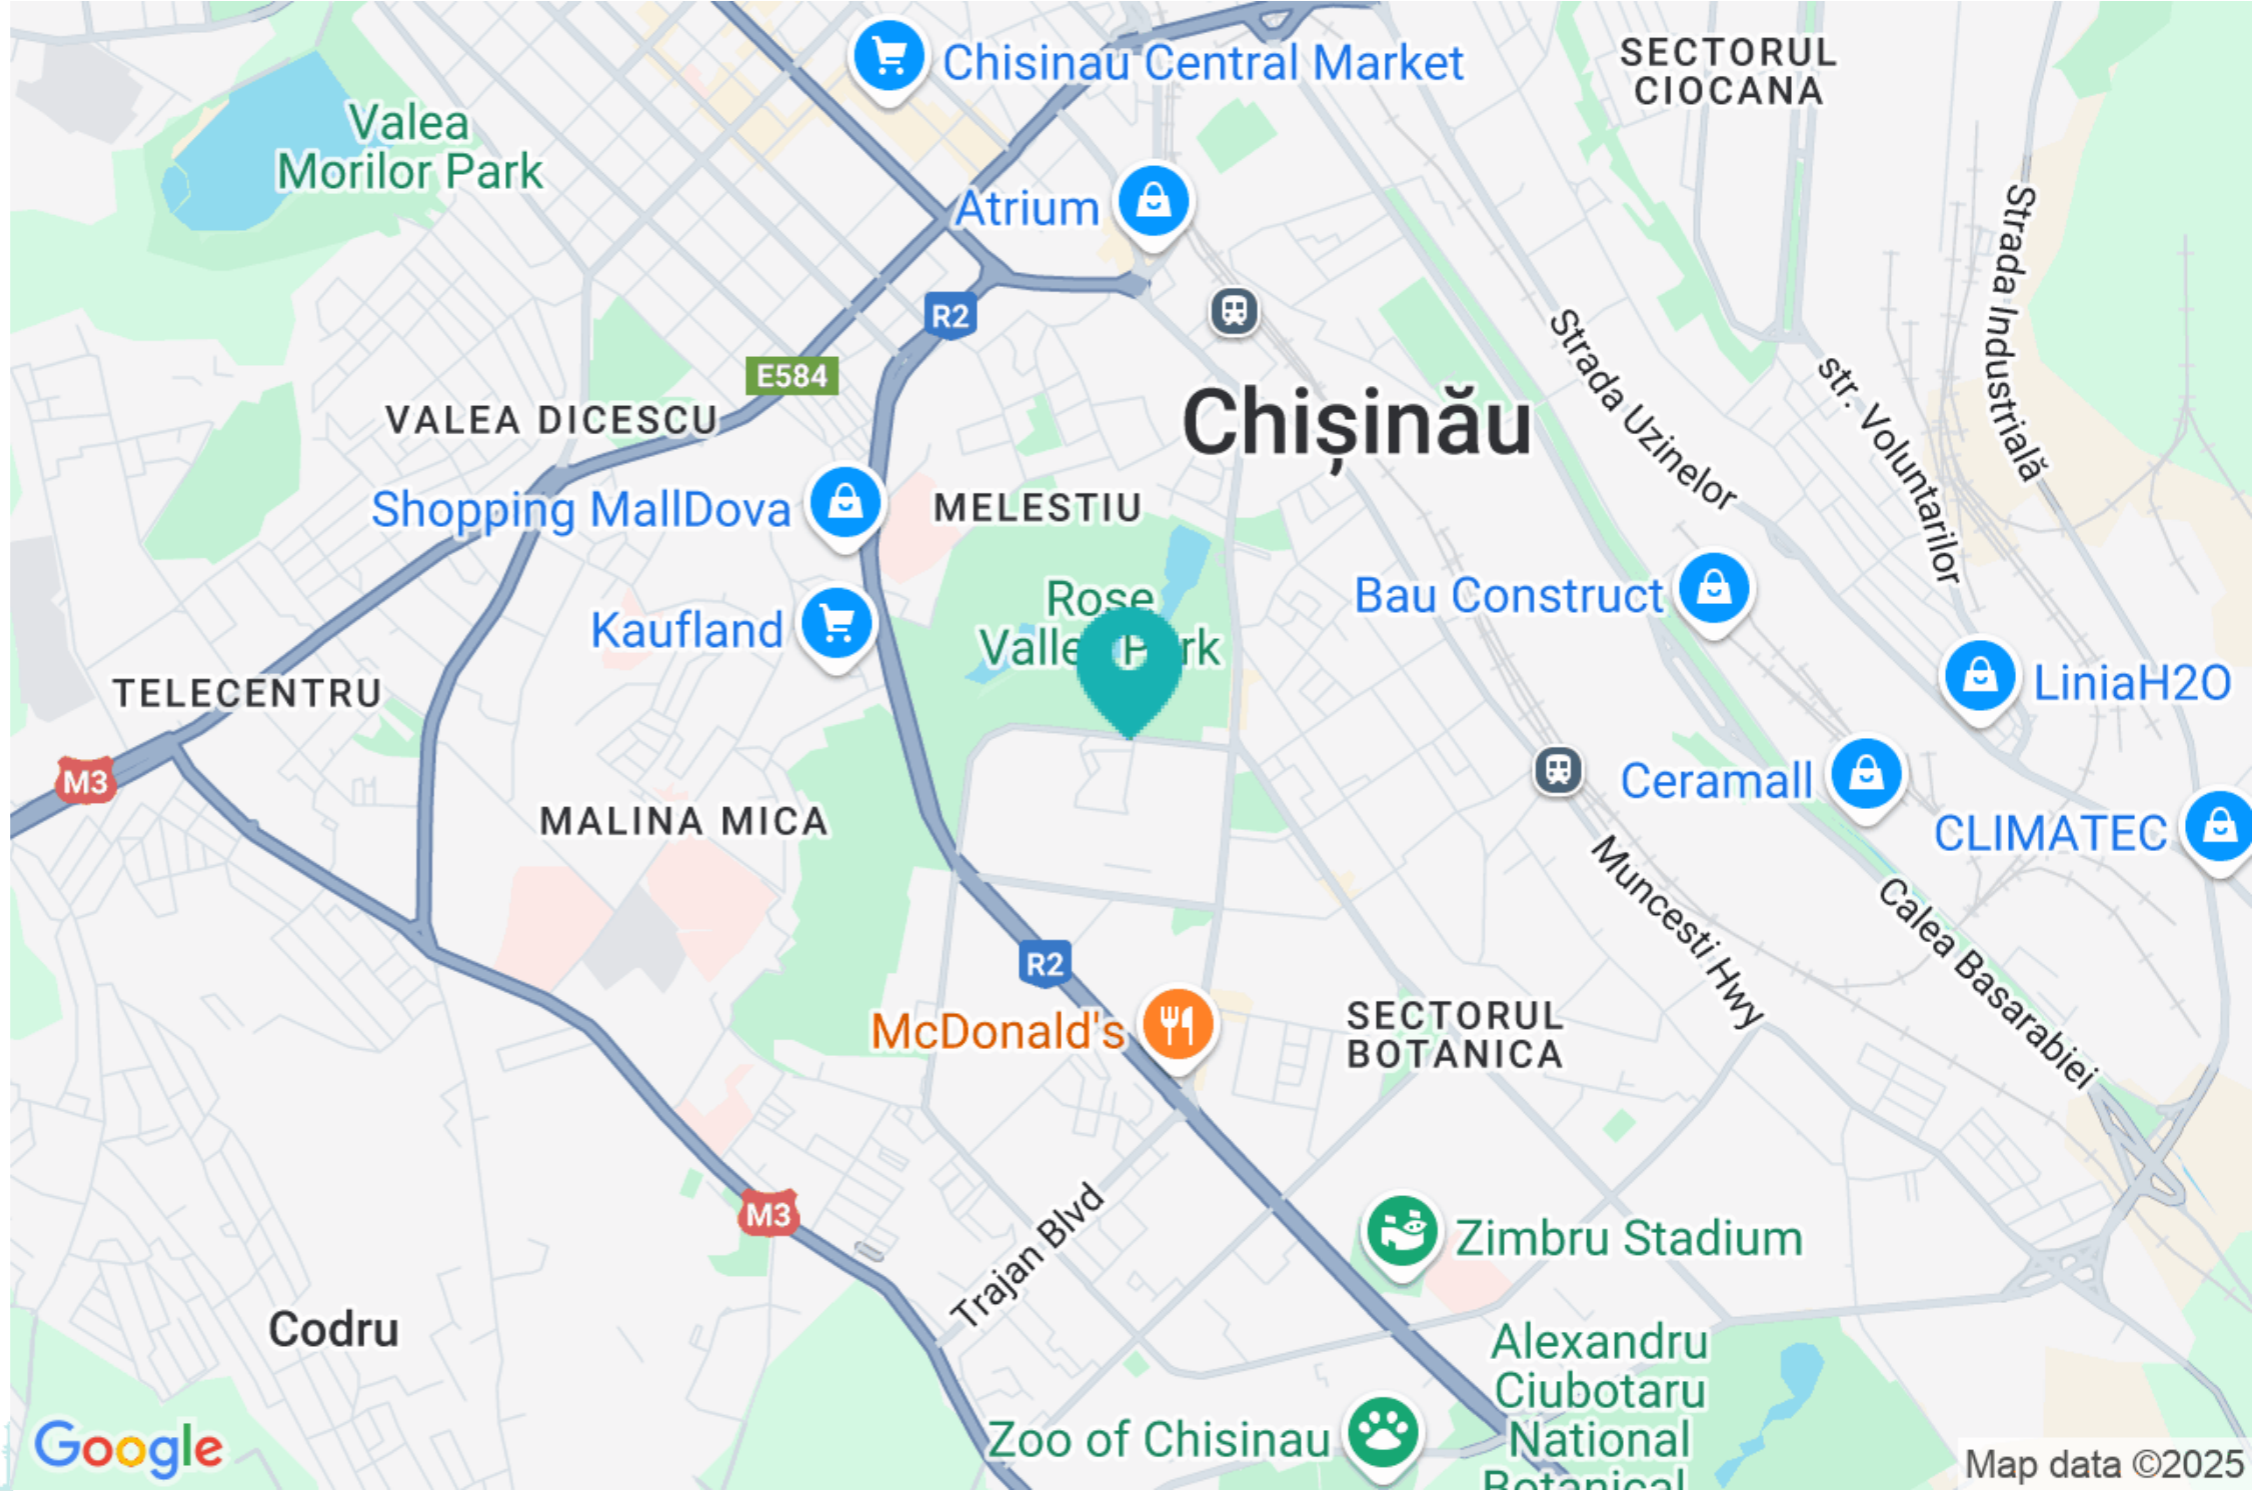 Chisinau Central Market
SECTORUL
CIOCANA
Valea
Morilor Park
Atrium
Strada Industrială
R2
Strada Uzinelor
str. Voluntarilor
E584
VALEA DICESCU
Chișinău
Shopping MallDova
MELESTIU
Rose
Valley Park
Bau Construct
Kaufland
LiniaH2O
TELECENTRU
M3
Ceramall
MALINA MICA
CLIMATEC
Muncesti Hwy
Calea Basarabiei
R2
McDonald's
SECTORUL
BOTANICA
M3
Trajan Blvd
Zimbru Stadium
Codru
Alexandru
Ciubotaru
National
Botanical
Zoo of Chisinau
Google
Map data ©2025